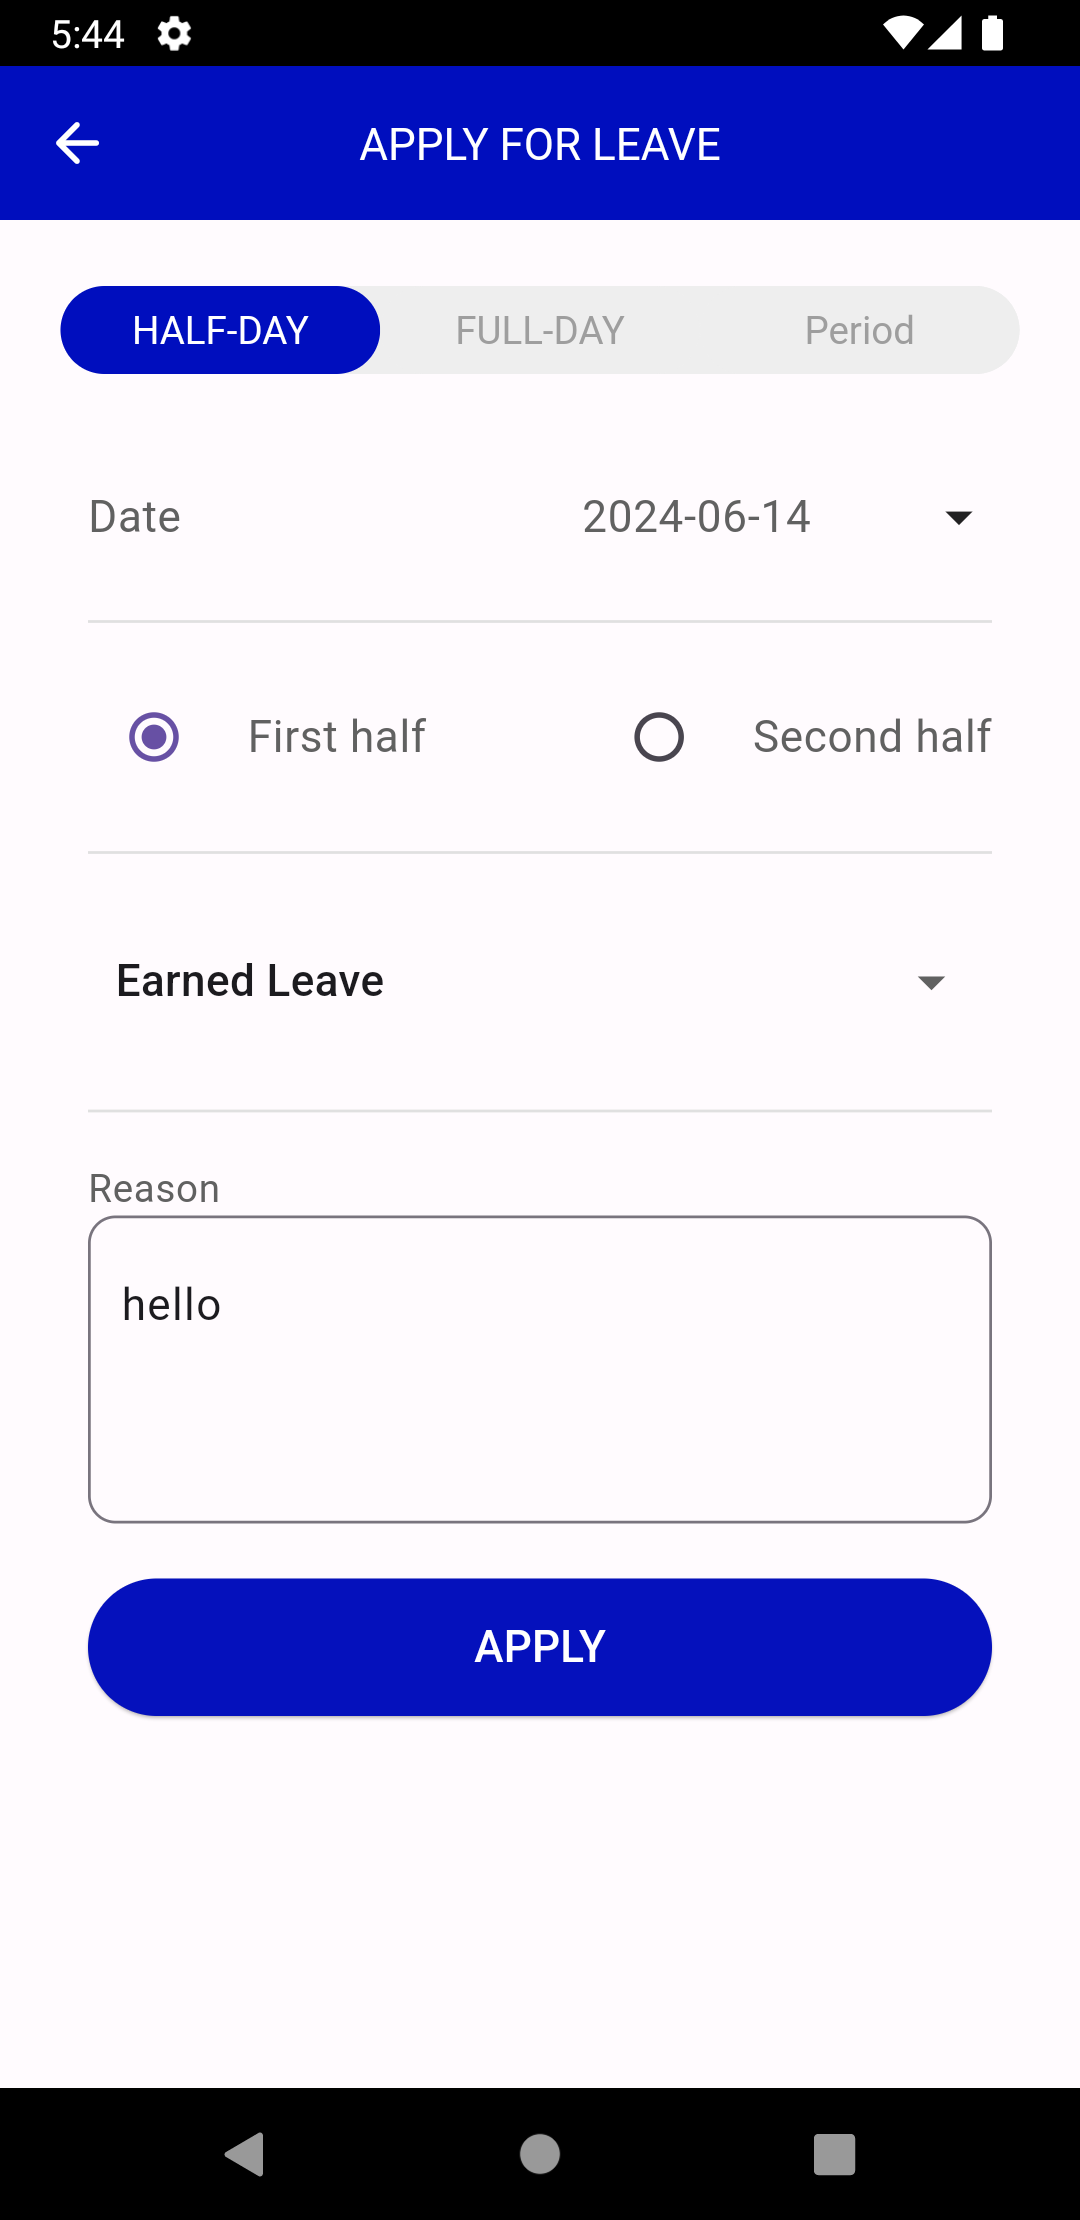 5:44
APPLY FOR LEAVE
HALF-DAY FULL-DAY Period
Date 2024-06-14
First half Second half
Earned Leave
Reason
hello
APPLY